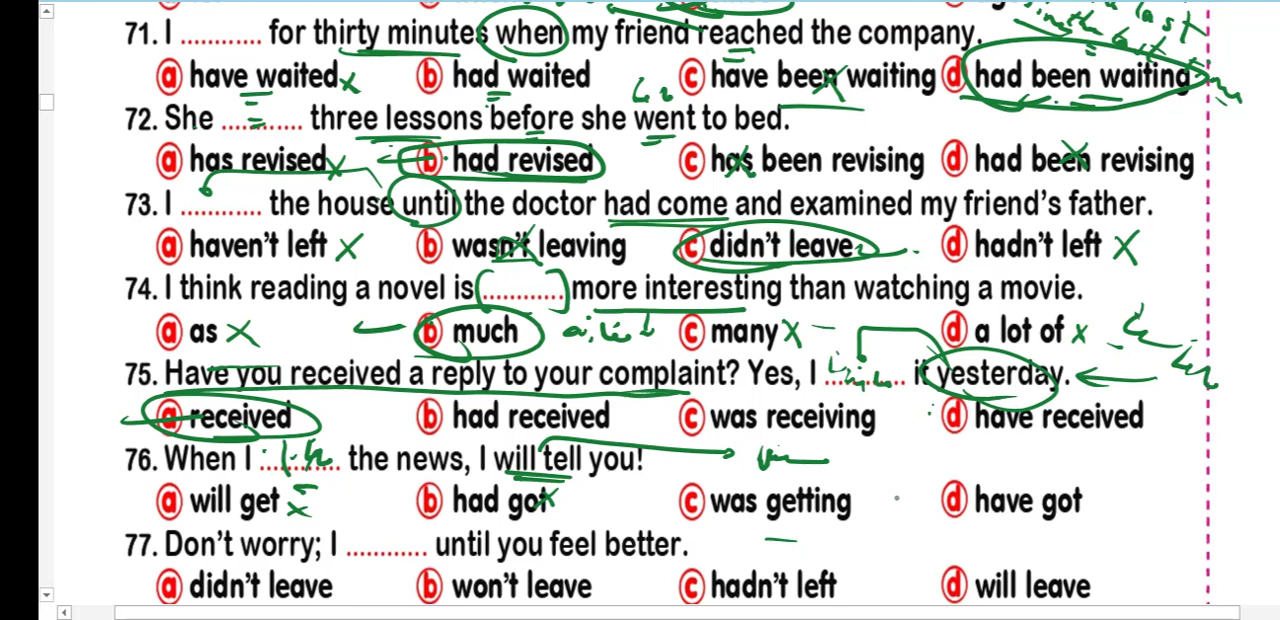 71. I ............ for thirty minutes when my friend reached the company.
a have waited x b had waited c have been waiting d had been waiting
72. She ............ three lessons before she went to bed.
a has revised x b had revised c has been revising d had been revising
73. I ............ the house until the doctor had come and examined my friend's father.
a haven't left x b wasn't leaving c didn't leave d hadn't left x
74. I think reading a novel is ............ more interesting than watching a movie.
a as x b much c many x d a lot of x
75. Have you received a reply to your complaint? Yes, I ............ it yesterday.
a received b had received c was receiving d have received
76. When I ............ the news, I will tell you!
a will get x b had got x c was getting d have got
77. Don't worry; I ............ until you feel better.
a didn't leave b won't leave c hadn't left d will leave